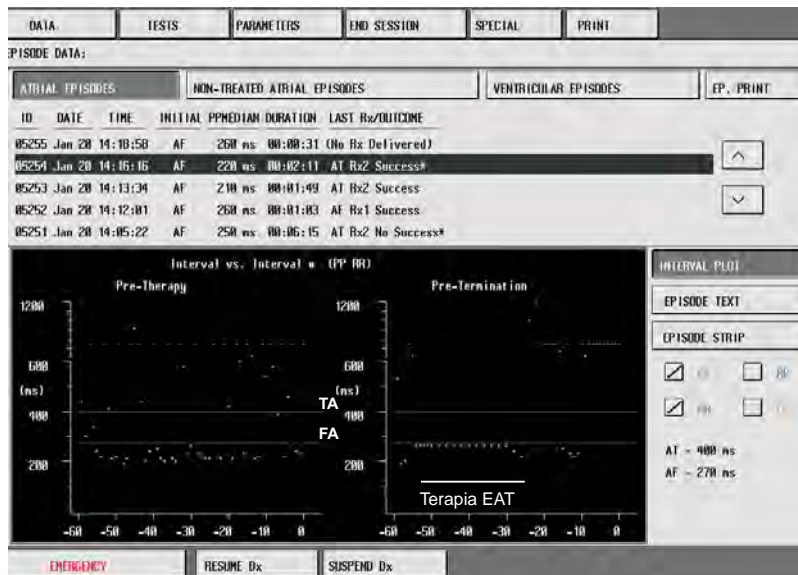 DATA TESTS PARAMETERS END SESSION SPECIAL PRINT
EPISODE DATA:
ATRIAL EPISODES NON-TREATED ATRIAL EPISODES VENTRICULAR EPISODES EP. PRINT
ID DATE TIME INITIAL PPMEDIAN DURATION LAST Rx/OUTCOME
05255 Jan 20 14:18:58 AF 260 ms 00:00:31 (No Rx Delivered)
05254 Jan 20 14:16:16 AF 220 ms 00:02:11 AT Rx2 Success*
05253 Jan 20 14:13:34 AF 210 ms 00:01:49 AT Rx2 Success
05252 Jan 20 14:12:01 AF 260 ms 00:01:03 AF Rx1 Success
05251 Jan 20 14:05:22 AF 250 ms 00:06:15 AT Rx2 No Success*
Interval vs. Interval # (PP RR)
Pre-Therapy Pre-Termination
1200 1200
600 600
(ms) (ms)
TA
400 400
FA
200 200
Terapia EAT
-60 -50 -40 -30 -20 -10 0 -60 -50 -40 -30 -20 -10 0
INTERVAL PLOT
EPISODE TEXT
EPISODE STRIP
AT - 400 ms
AF - 270 ms
EMERGENCY RESUME Dx SUSPEND Dx